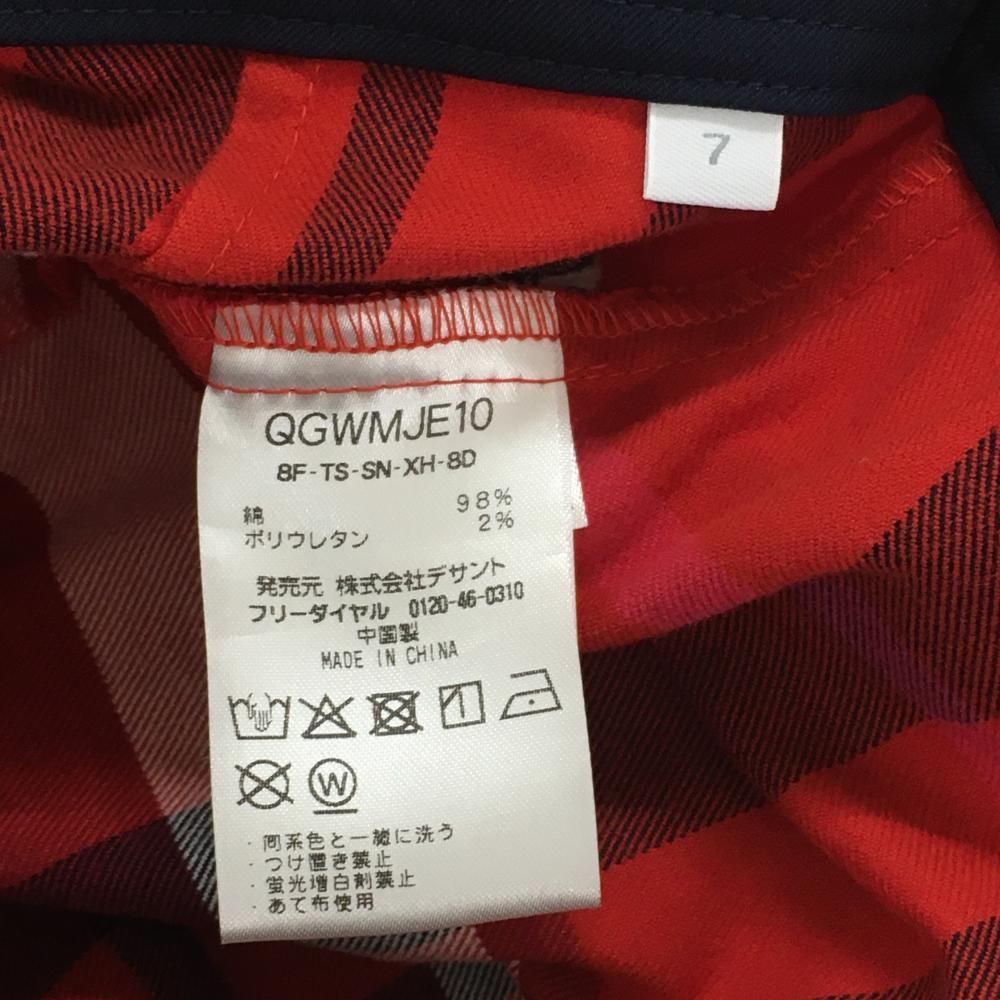 7
QGWMJE10
8F-TS-SN-XH-8D
綿 98%
ポリウレタン 2%
発売元 株式会社デサント
フリーダイヤル 0120-46-0310
中国製
MADE IN CHINA
W
・同系色と一緒に洗う
・つけ置き禁止
・蛍光増白剤禁止
・あて布使用